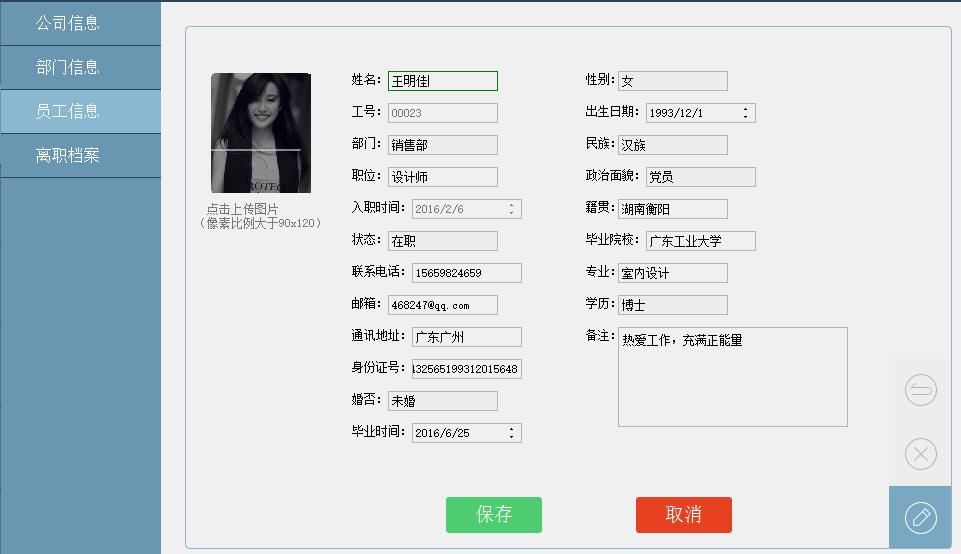 公司信息
部门信息
员工信息
离职档案
点击上传图片
（像素比例大于90x120）
姓名: 王明佳
性别: 女
工号: 00023
出生日期: 1993/12/1
部门: 销售部
民族: 汉族
职位: 设计师
政治面貌: 党员
入职时间: 2016/2/6
籍贯: 湖南衡阳
状态: 在职
毕业院校: 广东工业大学
联系电话: 15659824659
专业: 室内设计
邮箱: 468247@qq.com
学历: 博士
通讯地址: 广东广州
备注: 热爱工作，充满正能量
身份证号: 432565199312015648
婚否: 未婚
毕业时间: 2016/6/25
保存
取消